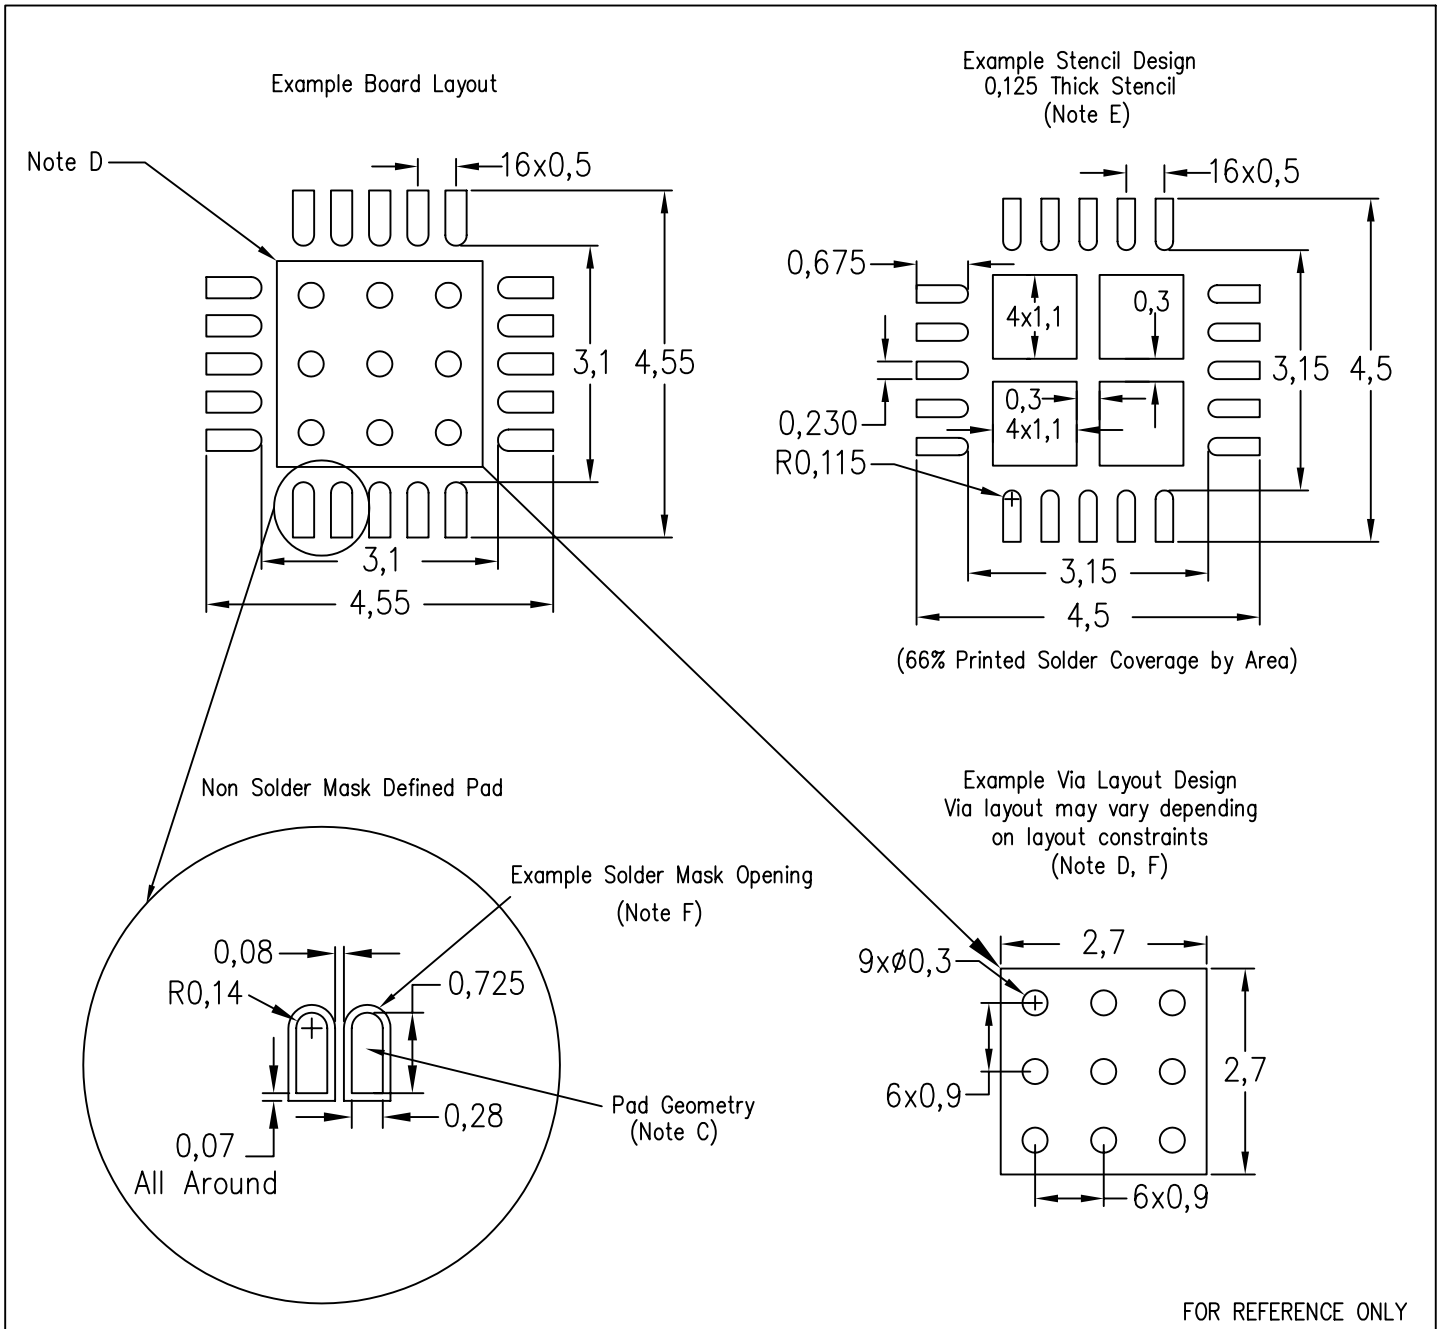 Example Board Layout
Note D
16x0,5
3,1
4,55
3,1
4,55
Example Stencil Design
0,125 Thick Stencil
(Note E)
16x0,5
0,675
4x1,1
0,3
3,15
4,5
0,3
4x1,1
0,230
R0,115
3,15
4,5
(66% Printed Solder Coverage by Area)
Non Solder Mask Defined Pad
Example Solder Mask Opening
(Note F)
0,08
R0,14
0,725
0,28
Pad Geometry
(Note C)
0,07
All Around
Example Via Layout Design
Via layout may vary depending
on layout constraints
(Note D, F)
2,7
9xø0,3
2,7
6x0,9
6x0,9
FOR REFERENCE ONLY